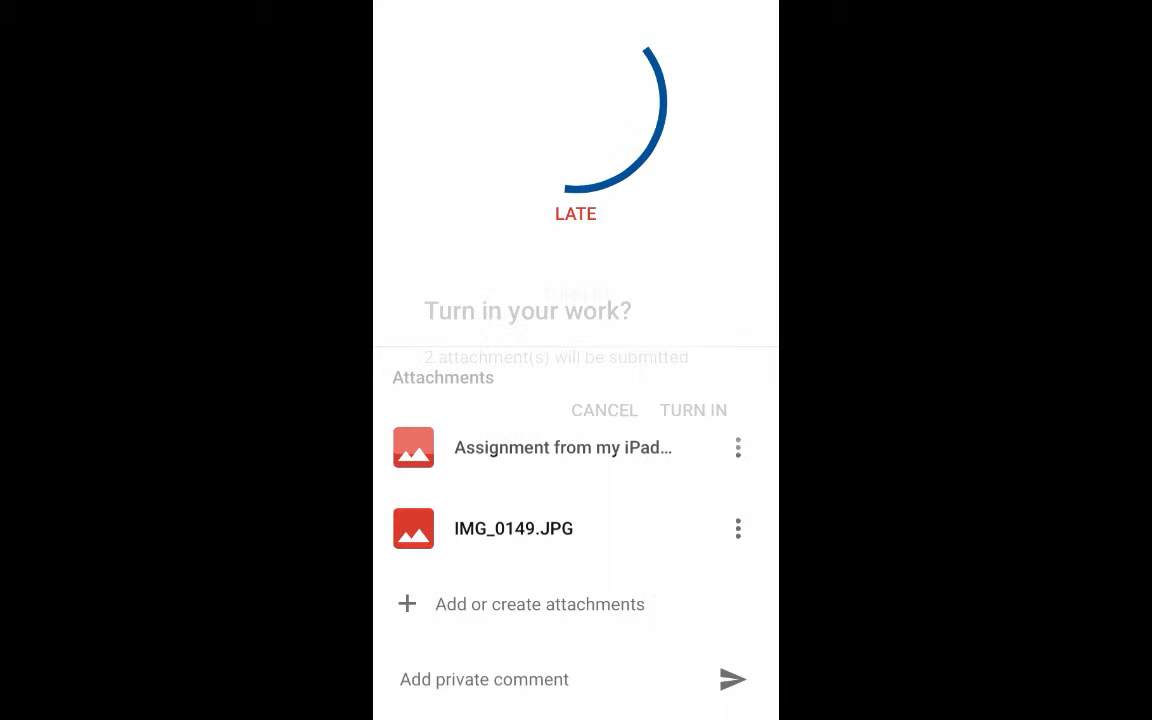 LATE
Turn in your work?
2 attachment(s) will be submitted
Attachments
CANCEL TURN IN
Assignment from my iPad...
IMG_0149.JPG
Add or create attachments
Add private comment